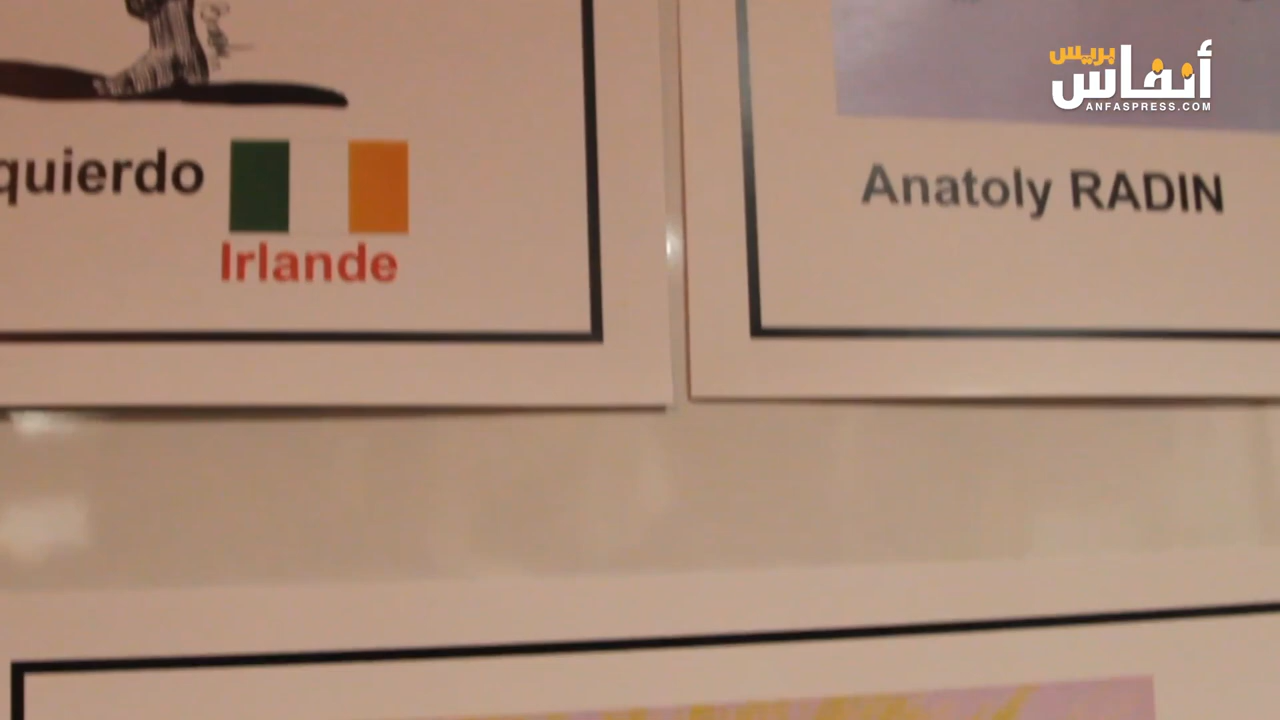 بريس
أنفاس
ANFASPRESS.COM
quierdo
Irlande
Anatoly RADIN